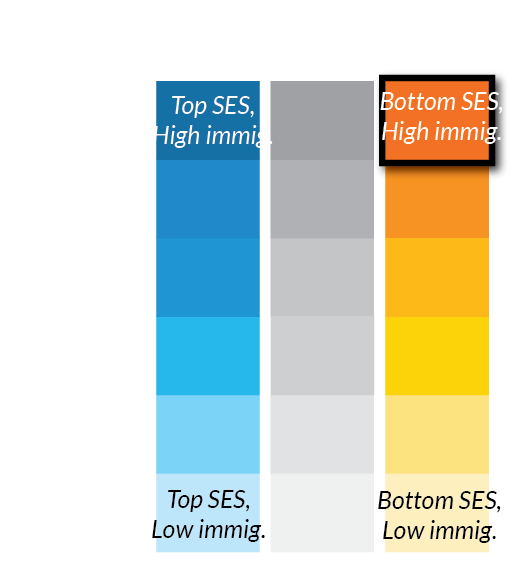 Top SES,
High immig.
Bottom SES,
High immig.
Top SES,
Low immig.
Bottom SES,
Low immig.